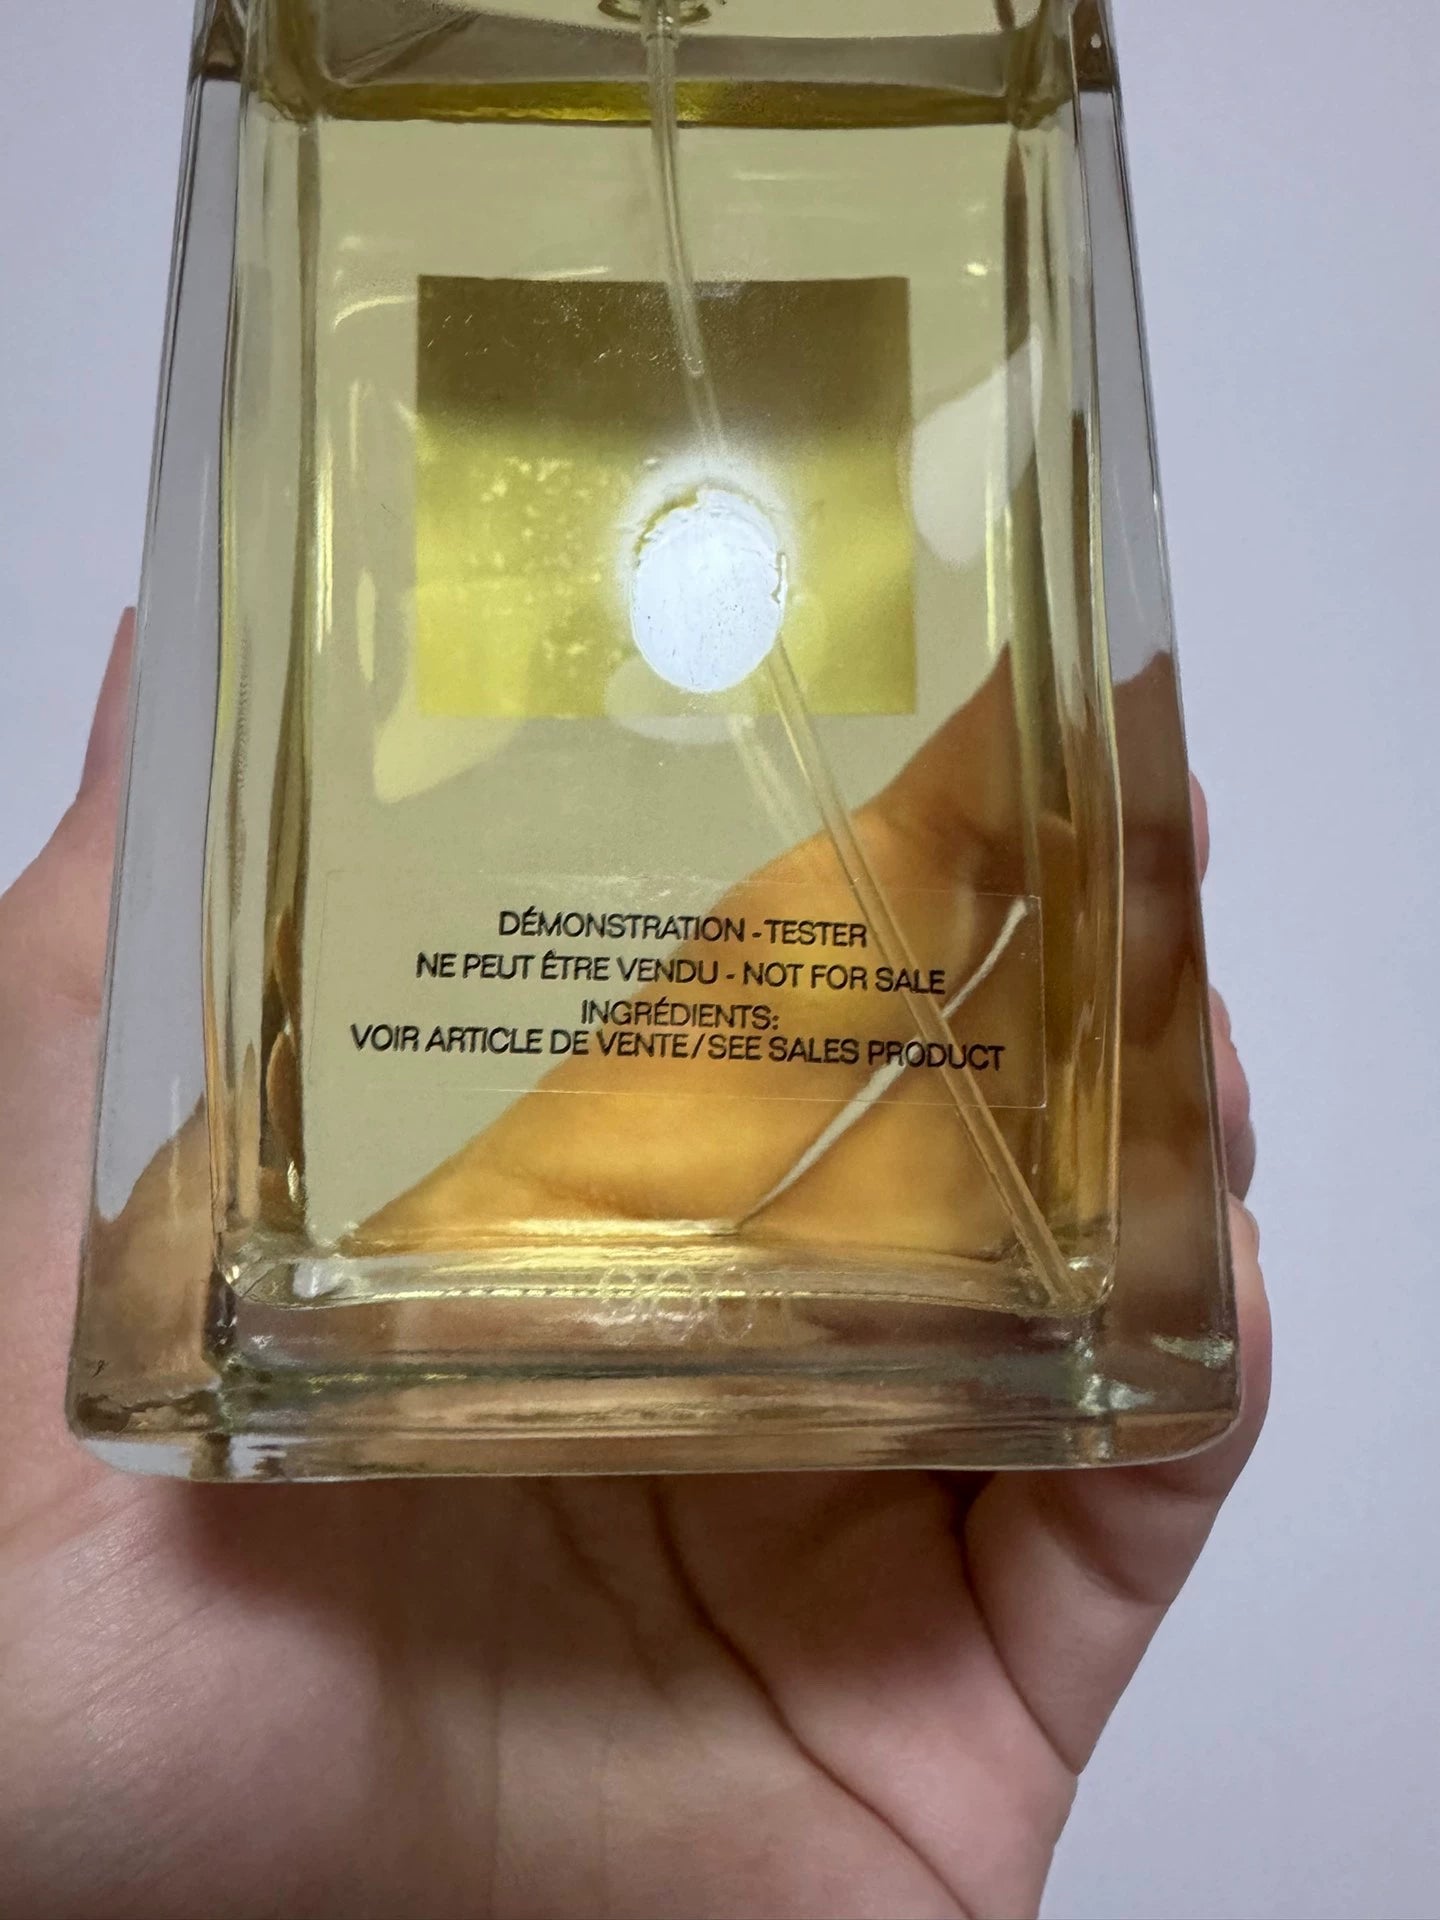 DÉMONSTRATION - TESTER
NE PEUT ÊTRE VENDU - NOT FOR SALE
INGRÉDIENTS:
VOIR ARTICLE DE VENTE / SEE SALES PRODUCT